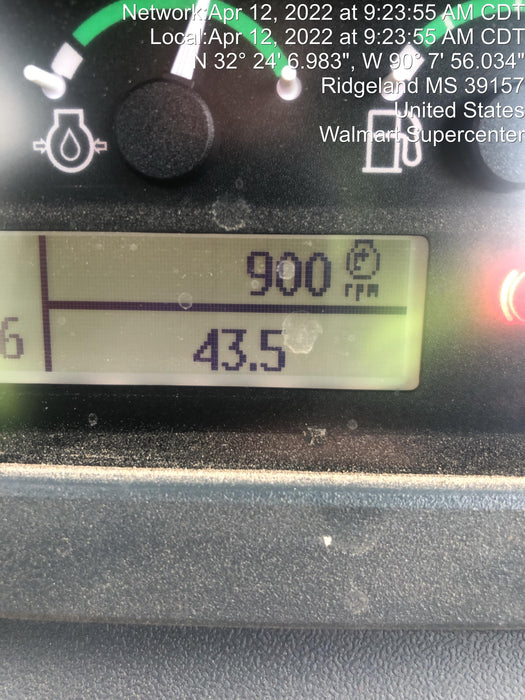 Network:Apr 12, 2022 at 9:23:55 AM CDT
Local:Apr 12, 2022 at 9:23:55 AM CDT
N 32° 24' 6.983", W 90° 7' 56.034"
Ridgeland MS 39157
United States
Walmart Supercenter
900
rpm
6
43.5